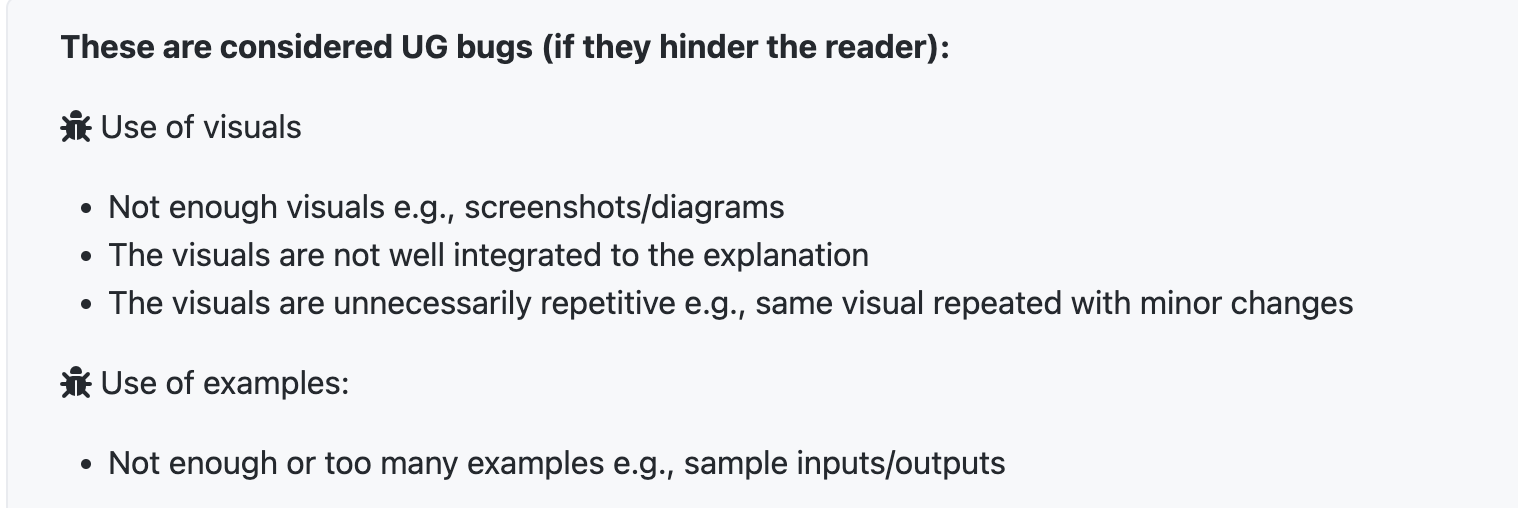 These are considered UG bugs (if they hinder the reader):
Use of visuals
• Not enough visuals e.g., screenshots/diagrams
• The visuals are not well integrated to the explanation
• The visuals are unnecessarily repetitive e.g., same visual repeated with minor changes
Use of examples:
• Not enough or too many examples e.g., sample inputs/outputs